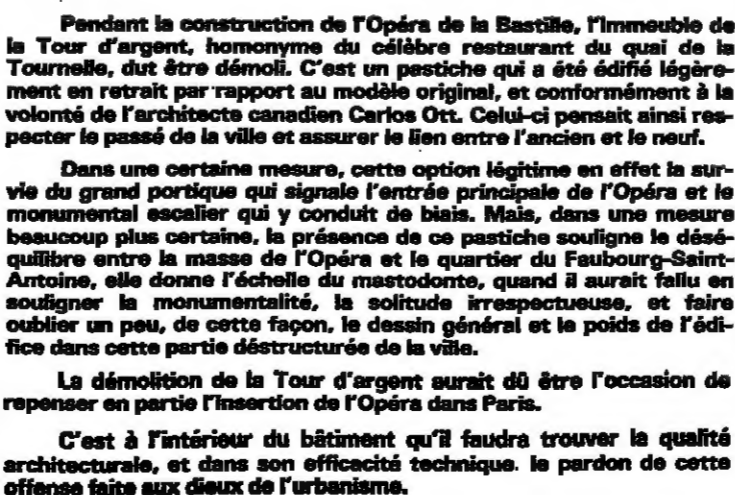 Pendant la construction de l'Opéra de la Bastille, l'immeuble de
la Tour d'argent, homonyme du célèbre restaurant du quai de la
Tournelle, dut être démoli. C'est un pastiche qui a été édifié légère-
ment en retrait par rapport au modèle original, et conformément à la
volonté de l'architecte canadien Carlos Ott. Celui-ci pensait ainsi res-
pecter le passé de la ville et assurer le lien entre l'ancien et le neuf.
Dans une certaine mesure, cette option légitime en effet la sur-
vie du grand portique qui signale l'entrée principale de l'Opéra et le
monumental escalier qui y conduit de biais. Mais, dans une mesure
beaucoup plus certaine, la présence de ce pastiche souligne le désé-
quilibre entre la masse de l'Opéra et le quartier du Faubourg-Saint-
Antoine, elle donne l'échelle du mastodonte, quand il aurait fallu en
souligner la monumentalité, la solitude irrespectueuse, et faire
oublier un peu, de cette façon, le dessin général et le poids de l'édi-
fice dans cette partie déstructurée de la ville.
La démolition de la Tour d'argent aurait dû être l'occasion de
repenser en partie l'insertion de l'Opéra dans Paris.
C'est à l'intérieur du bâtiment qu'il faudra trouver la qualité
architecturale, et dans son efficacité technique. le pardon de cette
offense faite aux dieux de l'urbanisme.